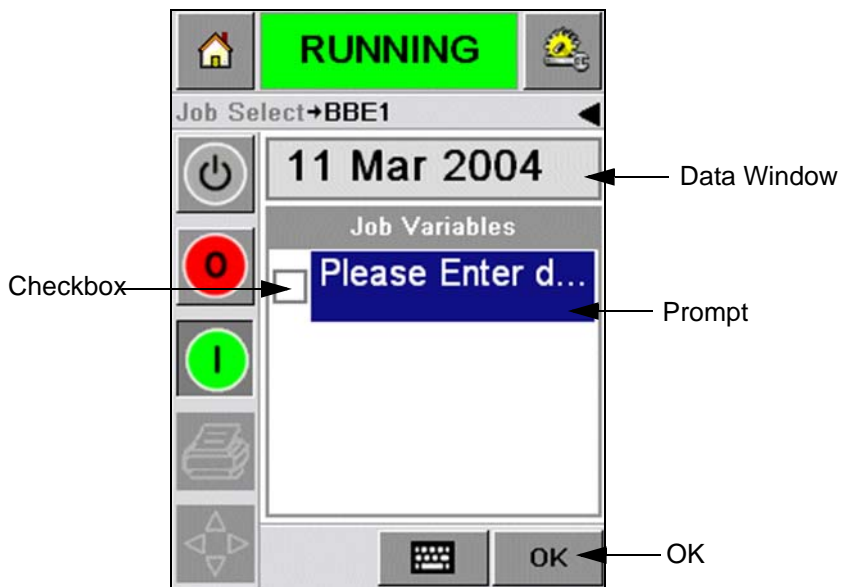 RUNNING
Job Select→BBE1
11 Mar 2004
Data Window
Job Variables
Checkbox
Please Enter d...
Prompt
OK
OK